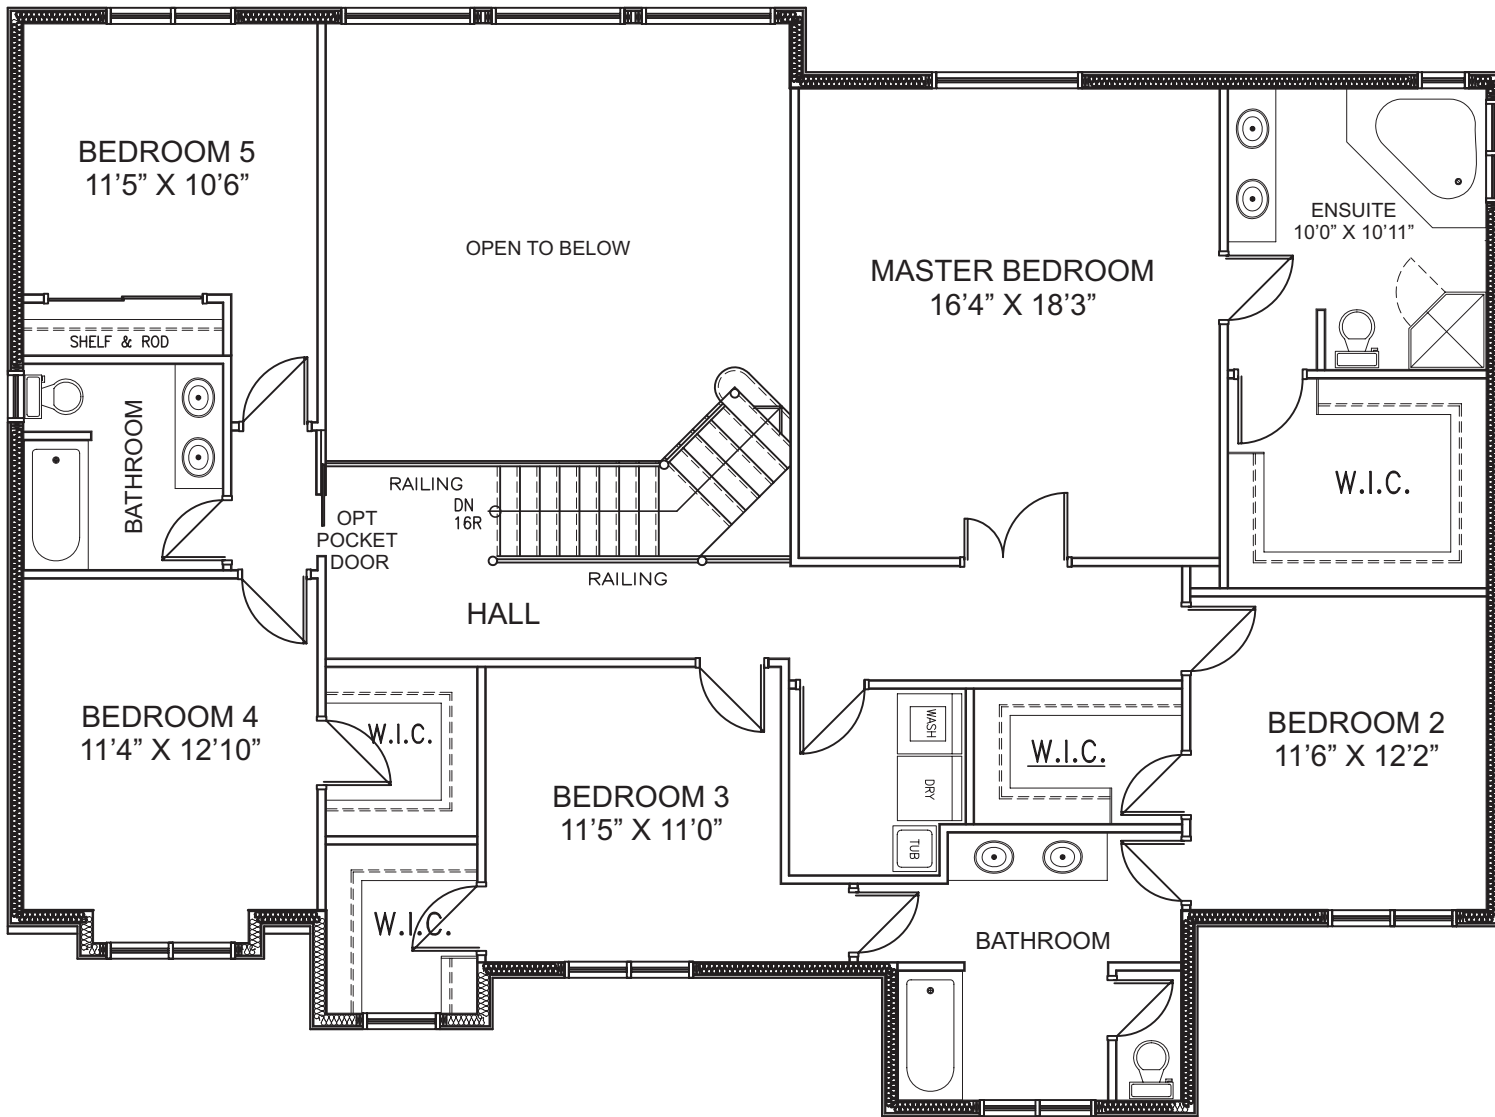 BEDROOM 5
11’5” X 10’6”
OPEN TO BELOW
MASTER BEDROOM
16’4” X 18’3”
ENSUITE
10’0” X 10’11”
SHELF & ROD
BATHROOM
RAILING
DN
16R
OPT
POCKET
DOOR
RAILING
HALL
W.I.C.
BEDROOM 4
11’4” X 12’10”
W.I.C.
BEDROOM 3
11’5” X 11’0”
WASH
DRY
TUB
W.I.C.
BEDROOM 2
11’6” X 12’2”
W.I.C.
BATHROOM